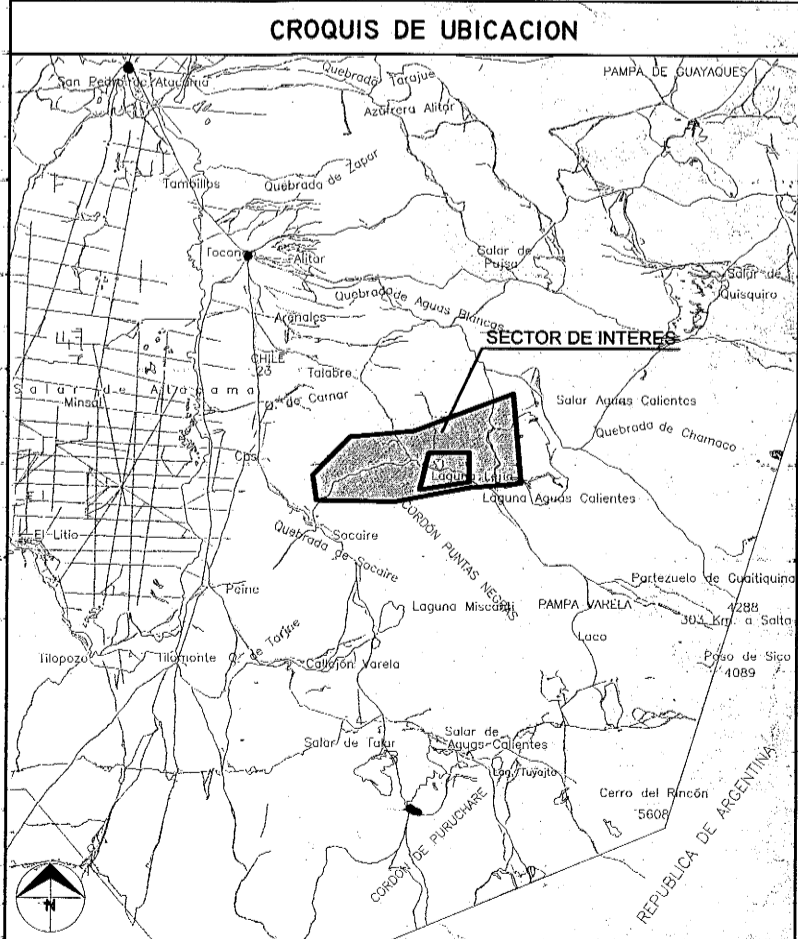 CROQUIS DE UBICACION
San Pedro de Atacama
Quebrada Tarajue
PAMPA DE GUAYAQUES
Azufrera Alitar
Tambillos
Quebrada de Zapar
Tocon
Alitar
Salar de
Pujsa
Salar de
Quisquiro
Quebrada de Aguas Blancas
Arenales
SECTOR DE INTERES
CHILE
23
Talabre
Salar de Atacama
Minsal
Q. de Camar
Salar Aguas Calientes
Quebrada de Chamaco
Laguna Lejia
Laguna Aguas Calientes
CORDÓN PUNTAS NEGRAS
El Litio
Socaire
Quebrada de Socaire
Peine
Portezuelo de Guaitiquina
4288
303 Km. a Salta
Laguna Miscanti
PAMPA VARELA
Laco
Paso de Sico
4089
Tilopozo
Tilomonte
Q. de Tarjue
Callejón Varela
Salar de Talar
Salar de
Aguas Calientes
Lag. Tuyajto
Cerro del Rincón
5608
CORDON DE PURUCHARE
REPUBLICA DE ARGENTINA
N